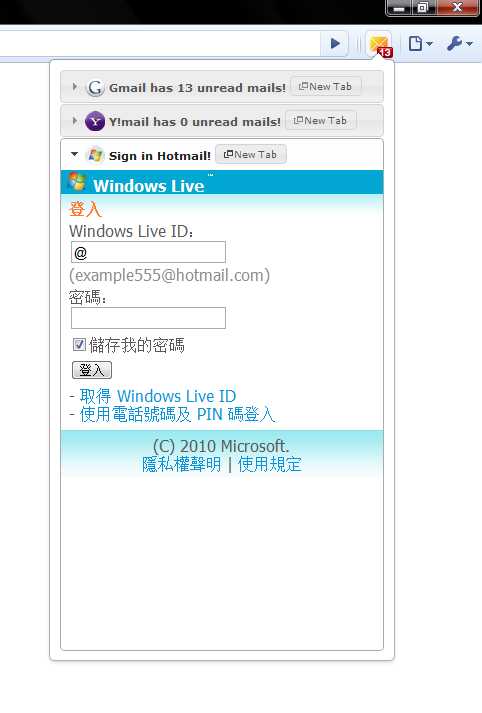 13
Gmail has 13 unread mails! New Tab
Y!mail has 0 unread mails! New Tab
Sign in Hotmail! New Tab
Windows Live ™
登入
Windows Live ID：
@
(example555@hotmail.com)
密碼：
儲存我的密碼
登入
- 取得 Windows Live ID
- 使用電話號碼及 PIN 碼登入
(C) 2010 Microsoft.
隱私權聲明 | 使用規定